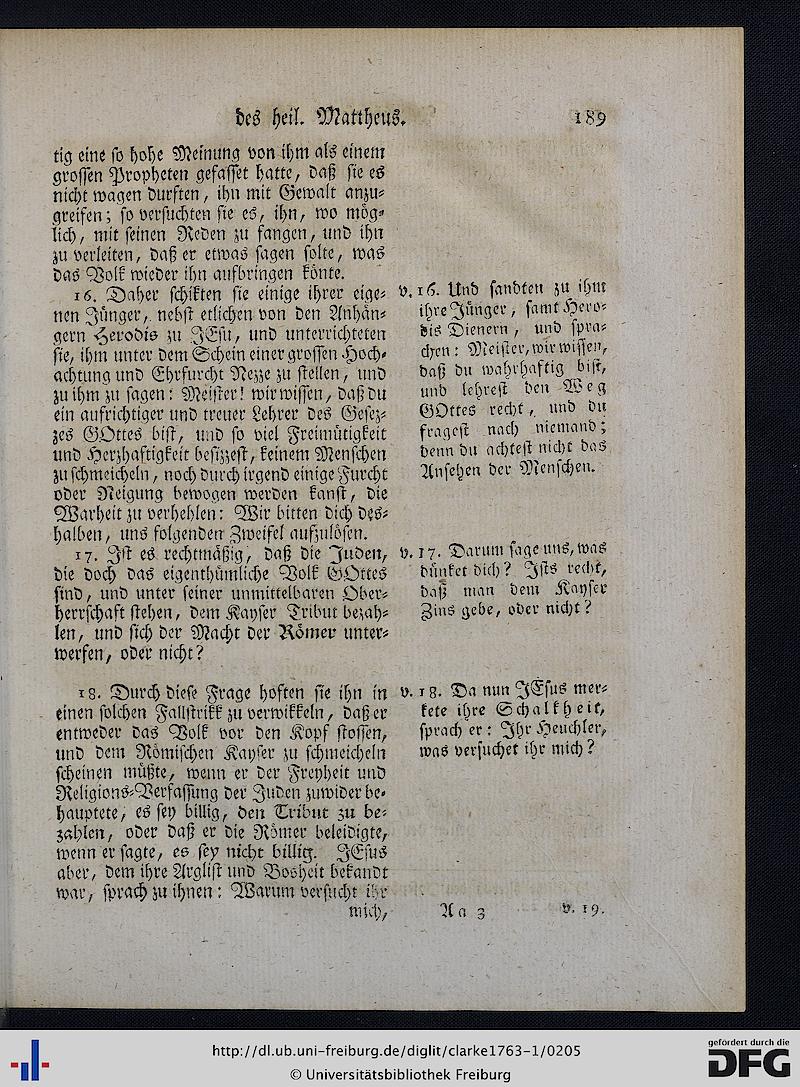 des heil. Mattheus. 189
tig eine so hohe Meinung von ihm als einem
grossen Propheten gefasset hatte, daß sie es
nicht wagen durften, ihn mit Gewalt anzu-
greifen; so versuchten sie es, ihn, wo mög-
lich, mit seinen Reden zu fangen, und ihn
zu verleiten, daß er etwas sagen solte, was
das Volk wieder ihn aufbringen könte.
16. Daher schikten sie einige ihrer eige-
nen Jünger, nebst etlichen von den Anhän-
gern Herodis zu JEsu, und unterrichteten
sie, ihm unter dem Schein einer grossen Hoch-
achtung und Ehrfurcht Nezze zu stellen, und
zu ihm zu sagen: Meister! wir wissen, daß du
ein aufrichtiger und treuer Lehrer des Gesez-
zes GOttes bist, und so viel Freimütigkeit
und Herzhaftigkeit besizzest, keinem Menschen
zu schmeicheln, noch durch irgend einige Furcht
oder Neigung bewogen werden kanst, die
Warheit zu verhehlen: Wir bitten dich des-
halben, uns folgenden Zweifel aufzulösen.
17. Ist es rechtmäßig, daß die Juden,
die doch das eigenthümliche Volk GOttes
sind, und unter seiner unmittelbaren Ober-
herrschaft stehen, dem Kayser Tribut bezah-
len, und sich der Macht der Römer unter-
werfen, oder nicht?
18. Durch diese Frage hoften sie ihn in
einen solchen Fallstrikk zu verwikkeln, daß er
entweder das Volk vor den Kopf stossen,
und dem Römischen Kayser zu schmeicheln
scheinen müßte, wenn er der Freyheit und
Religions-Verfassung der Juden zuwider be-
hauptete, es sey billig, den Tribut zu be-
zahlen, oder daß er die Römer beleidigte,
wenn er sagte, es sey nicht billig. JEsus
aber, dem ihre Arglist und Bosheit bekandt
war, sprach zu ihnen: Warum versucht ihr
mich,
v. 16. Und sandten zu ihm
ihre Jünger, samt Hero-
dis Dienern, und spra-
chen: Meister, wir wissen,
daß du wahrhaftig bist,
und lehrest den Weg
GOttes recht, und du
fragest nach niemand;
denn du achtest nicht das
Ansehen der Menschen.
v. 17. Darum sage uns, was
dünket dich? Ists recht,
daß man dem Kayser
Zins gebe, oder nicht?
v. 18. Da nun JEsus mer-
kete ihre Schalkheit,
sprach er: Ihr Heuchler,
was versuchet ihr mich?
Aa 3 v. 19.
http://dl.ub.uni-freiburg.de/diglit/clarke1763-1/0205
© Universitätsbibliothek Freiburg
gefördert durch die
DFG